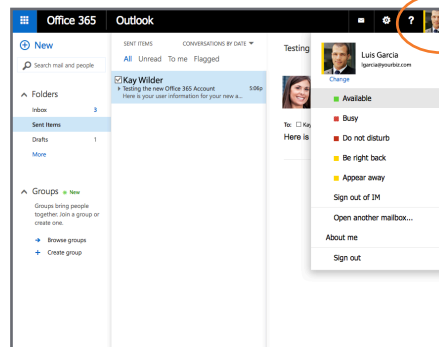 Office 365 Outlook ?
New
Search mail and people
Folders
Inbox 3
Sent Items
Drafts 1
More
Groups New
Groups bring people
together. Join a group or
create one.
Browse groups
Create group
SENT ITEMS CONVERSATIONS BY DATE
All Unread To me Flagged
Kay Wilder
Testing the new Office 365 Account 5:06p
Here is your user information for your new a...
Testing
To: Kay
Here is
Luis Garcia
lgarcia@yourbiz.com
Change
Available
Busy
Do not disturb
Be right back
Appear away
Sign out of IM
Open another mailbox...
About me
Sign out